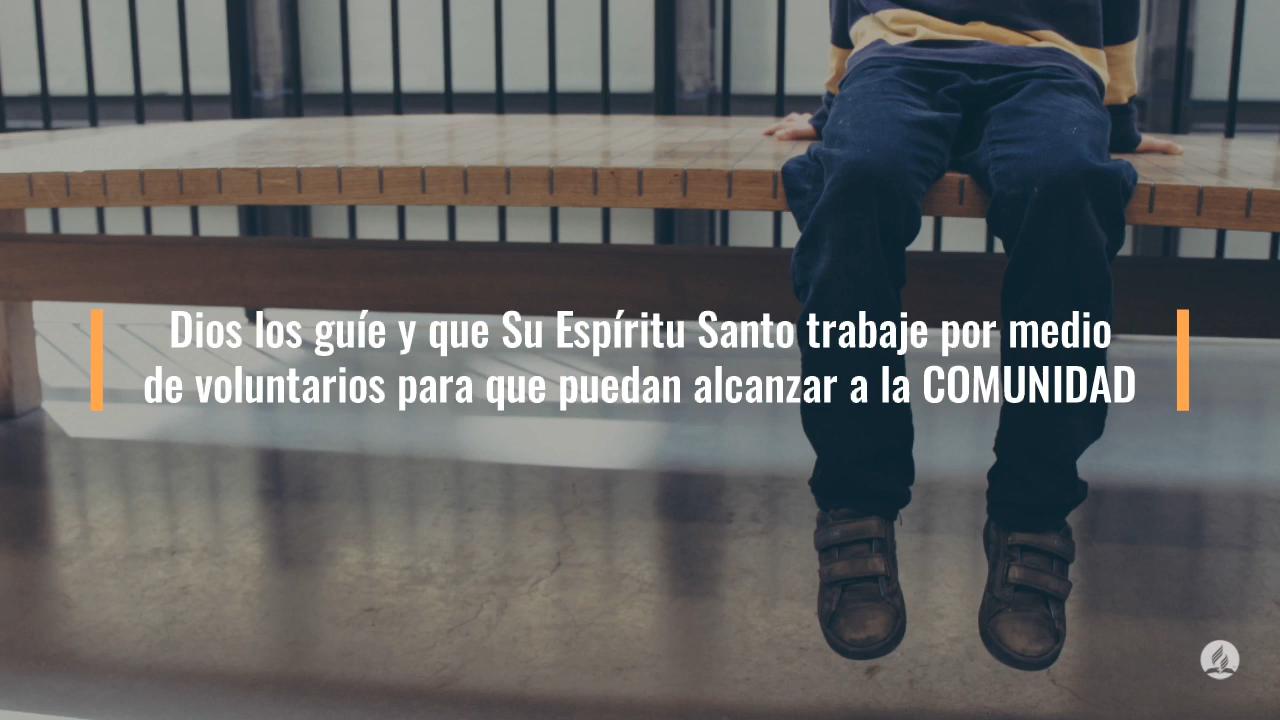 Dios los guíe y que Su Espíritu Santo trabaje por medio
de voluntarios para que puedan alcanzar a la COMUNIDAD